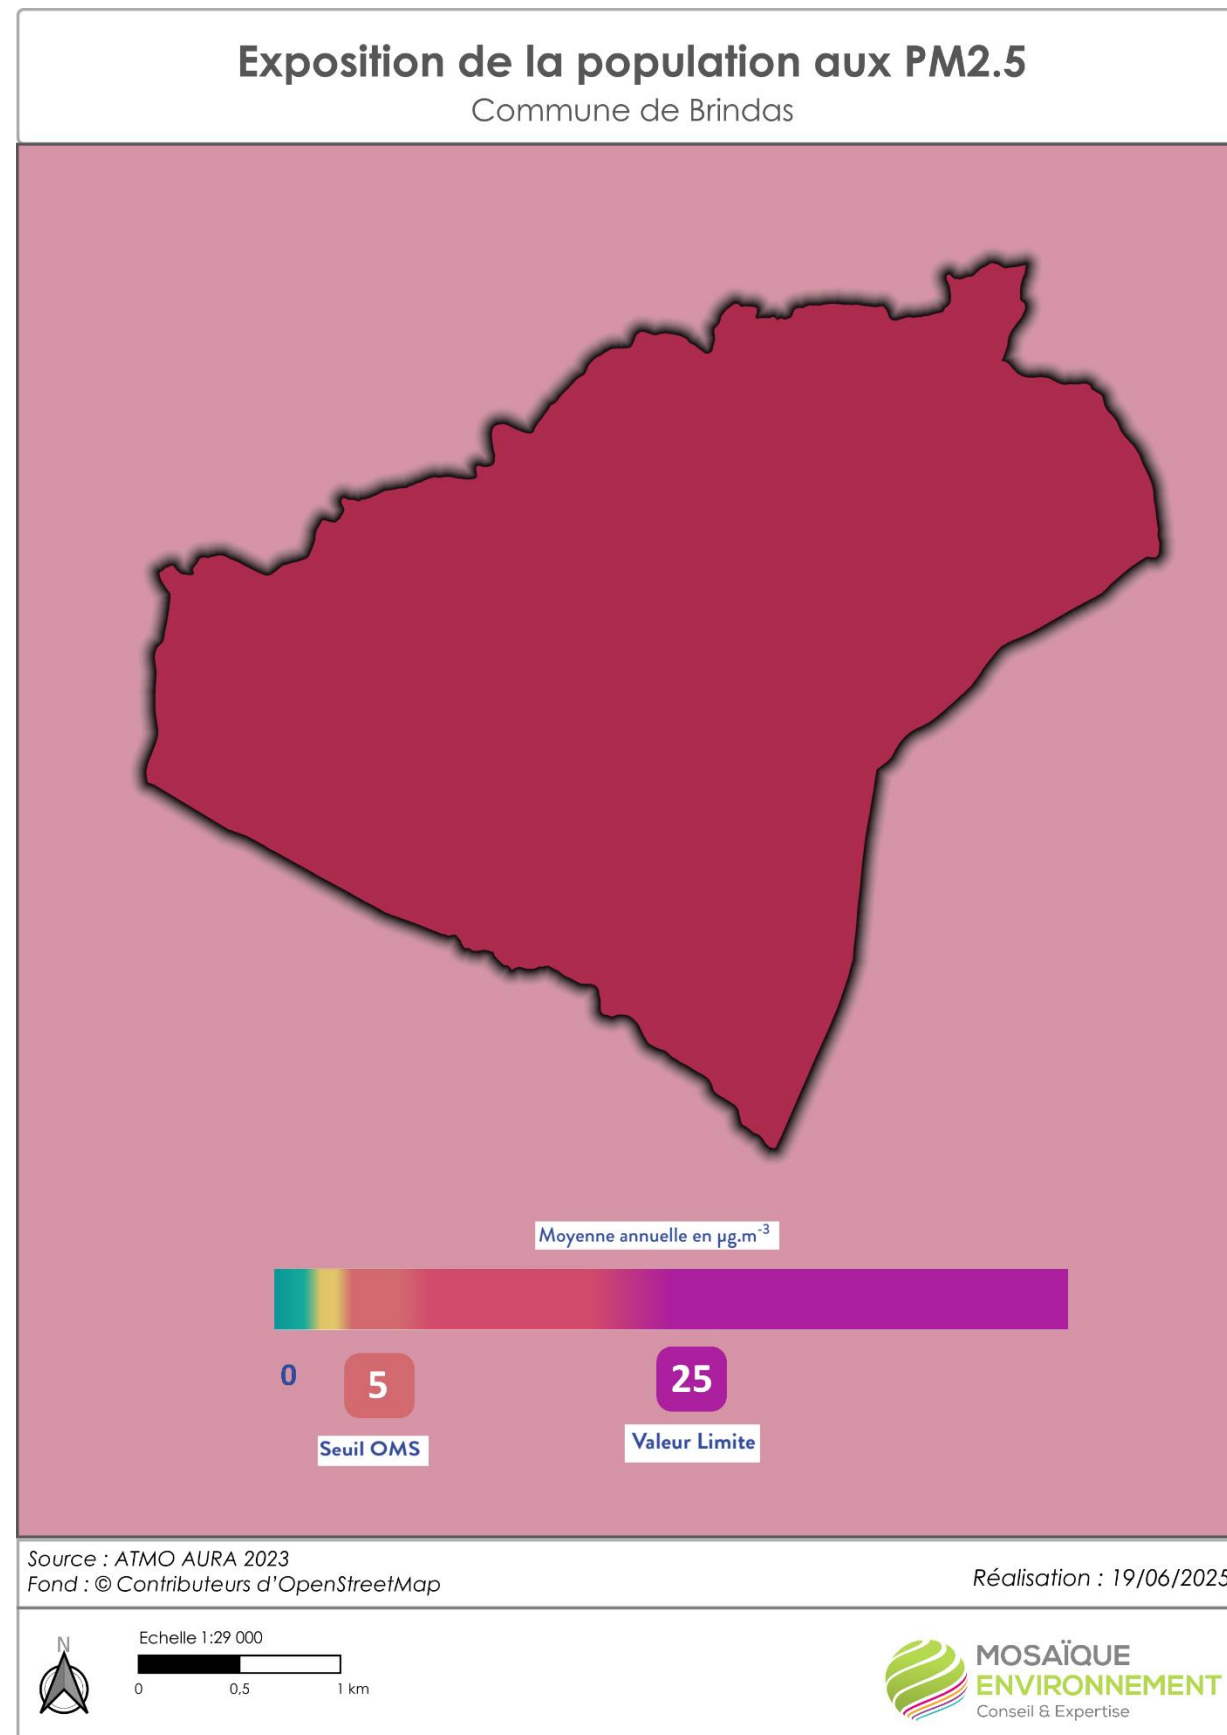 Exposition de la population aux PM2.5
Commune de Brindas
Moyenne annuelle en µg.m⁻³
0
5
25
Seuil OMS
Valeur Limite
Source : ATMO AURA 2023
Fond : © Contributeurs d'OpenStreetMap
Réalisation : 19/06/2025
N
Echelle 1:29 000
0 0,5 1 km
MOSAÏQUE
ENVIRONNEMENT
Conseil & Expertise